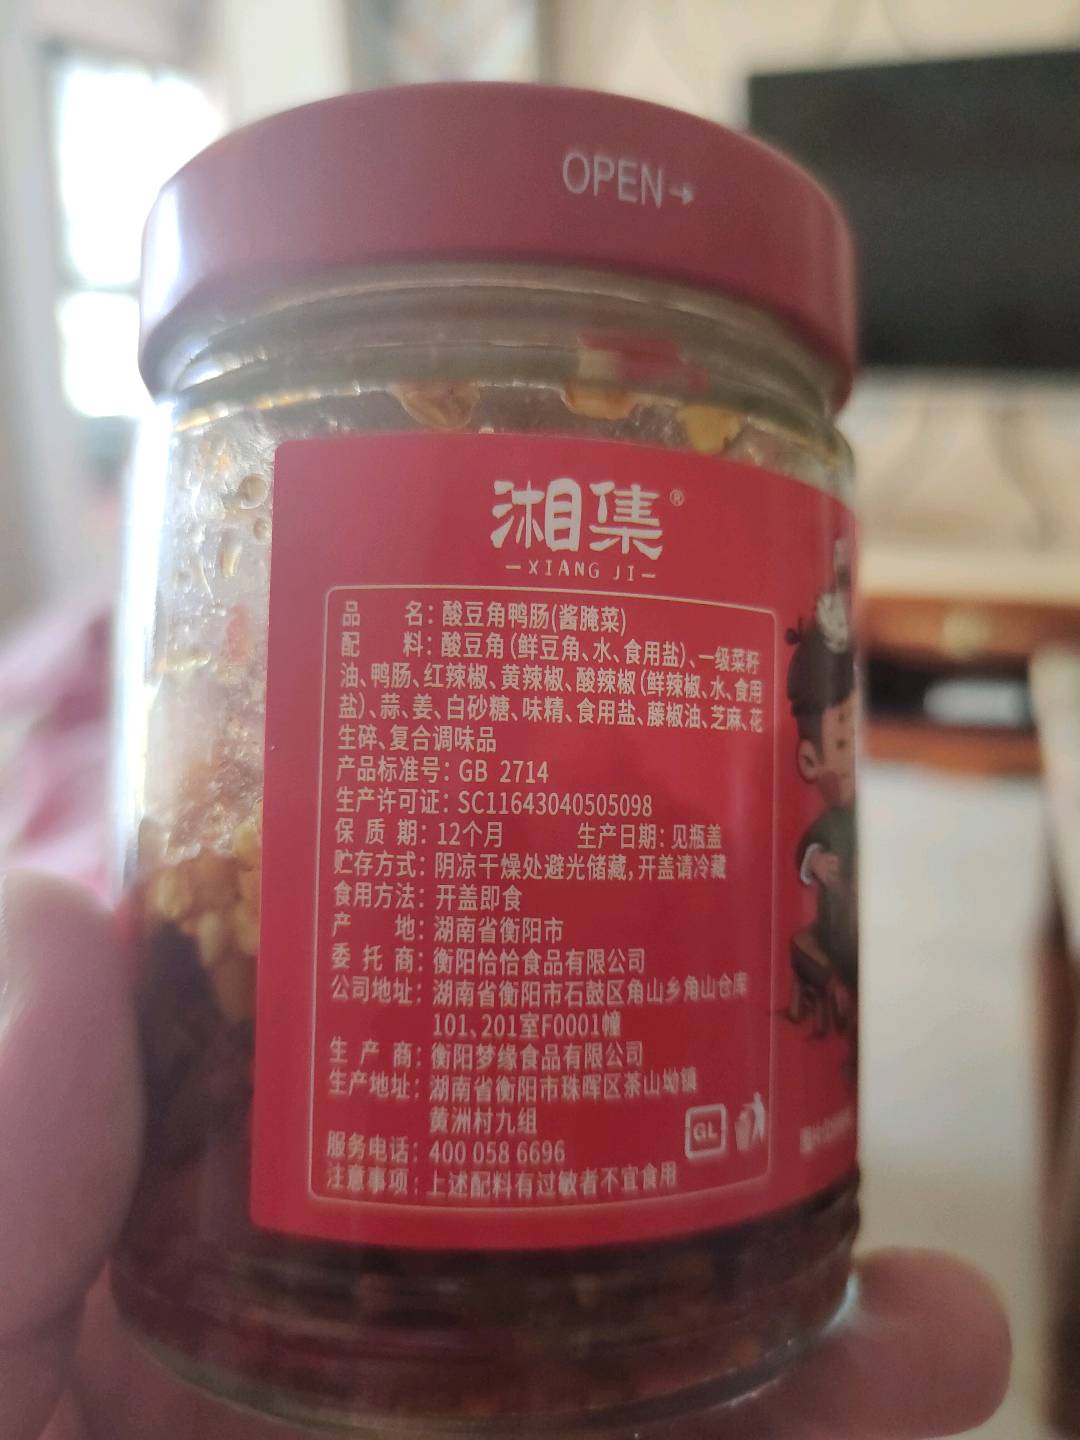 OPEN→
湘集®
—XIANG JI—
品 名：酸豆角鸭肠(酱腌菜)
配 料：酸豆角(鲜豆角、水、食用盐)、一级菜籽
油、鸭肠、红辣椒、黄辣椒、酸辣椒(鲜辣椒、水、食用
盐)、蒜、姜、白砂糖、味精、食用盐、藤椒油、芝麻、花
生碎、复合调味品
产品标准号：GB 2714
生产许可证：SC11643040505098
保 质 期：12个月 生产日期：见瓶盖
贮存方式：阴凉干燥处避光储藏，开盖请冷藏
食用方法：开盖即食
产 地：湖南省衡阳市
委 托 商：衡阳恰恰食品有限公司
公司地址：湖南省衡阳市石鼓区角山乡角山仓库
101、201室F0001幢
生 产 商：衡阳梦缘食品有限公司
生产地址：湖南省衡阳市珠晖区茶山坳镇
黄洲村九组
GL
服务电话：400 058 6696
注意事项：上述配料有过敏者不宜食用